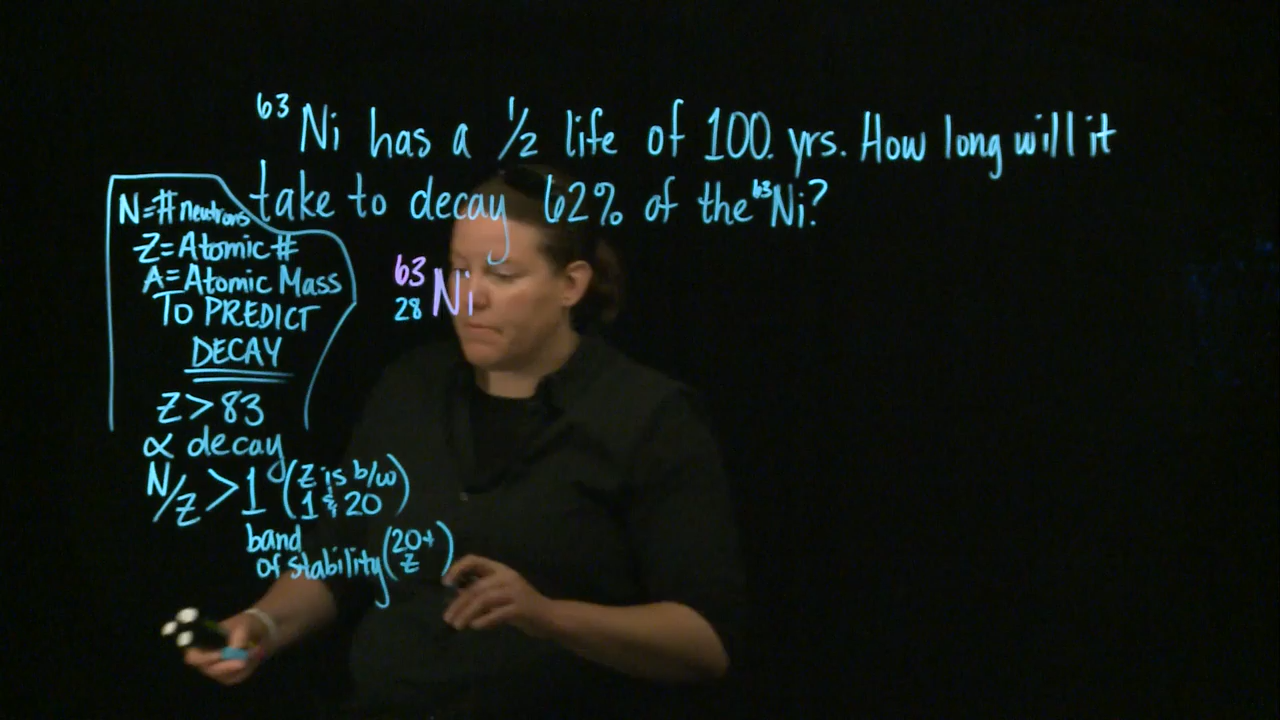 63Ni has a 1/2 life of 100. yrs. How long will it
take to decay 62% of the 63Ni?
N=# neutrons
Z=Atomic #
A=Atomic Mass
TO PREDICT
DECAY
Z>83
∝ decay
N/Z >1 (Z is b/w
1 & 20)
band
of stability (20+
Z)
63
28 Ni